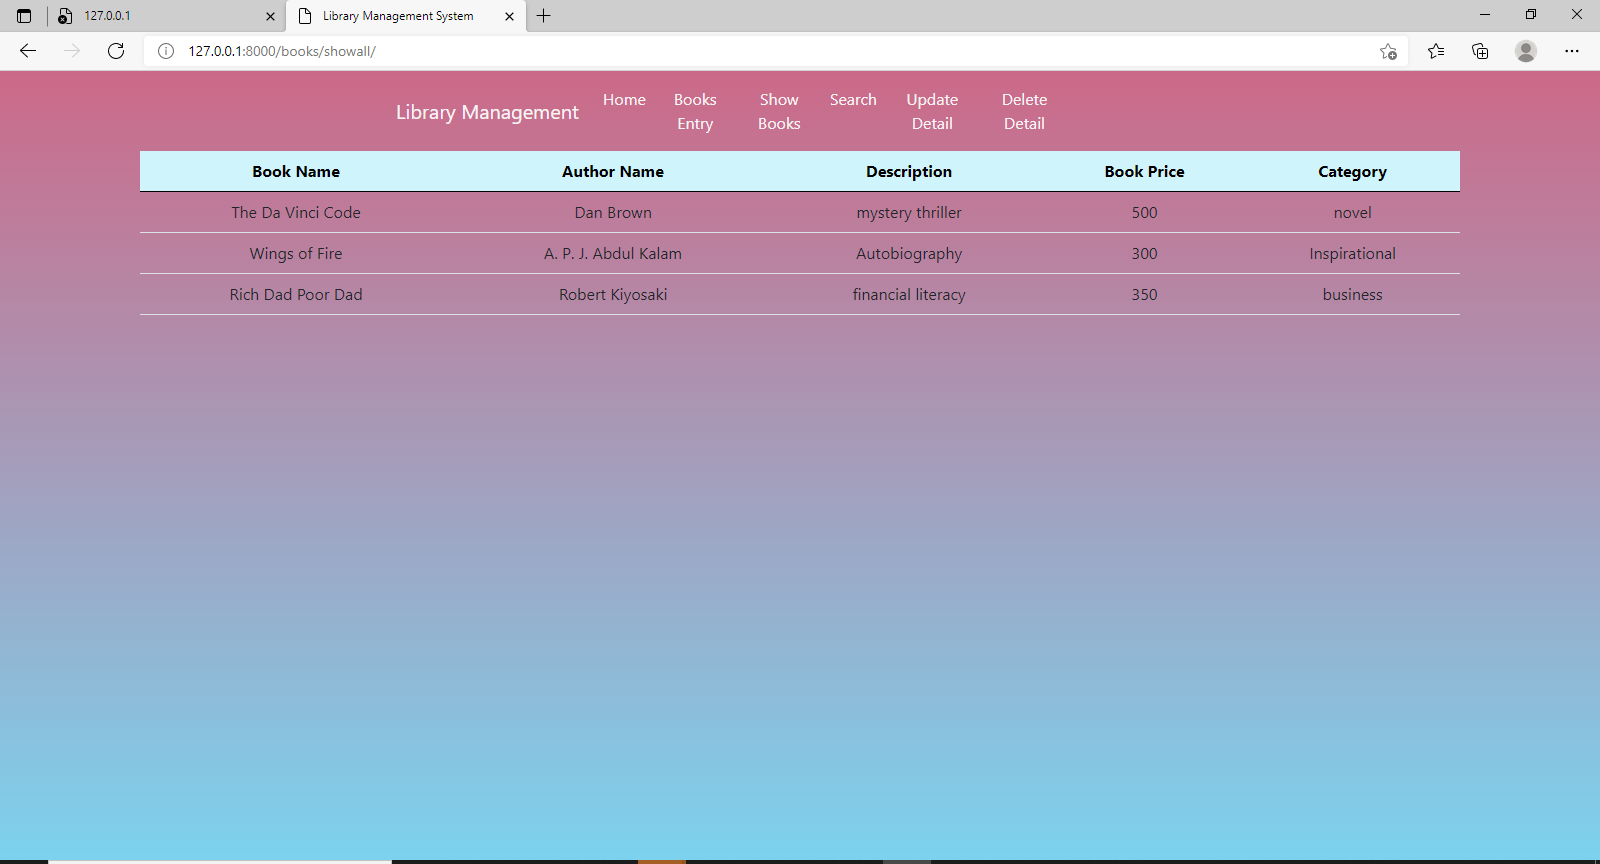 127.0.0.1
Library Management System
127.0.0.1:8000/books/showall/
Library Management
Home
Books
Entry
Show
Books
Search
Update
Detail
Delete
Detail
Book Name Author Name Description Book Price Category
The Da Vinci Code Dan Brown mystery thriller 500 novel
Wings of Fire A. P. J. Abdul Kalam Autobiography 300 Inspirational
Rich Dad Poor Dad Robert Kiyosaki financial literacy 350 business